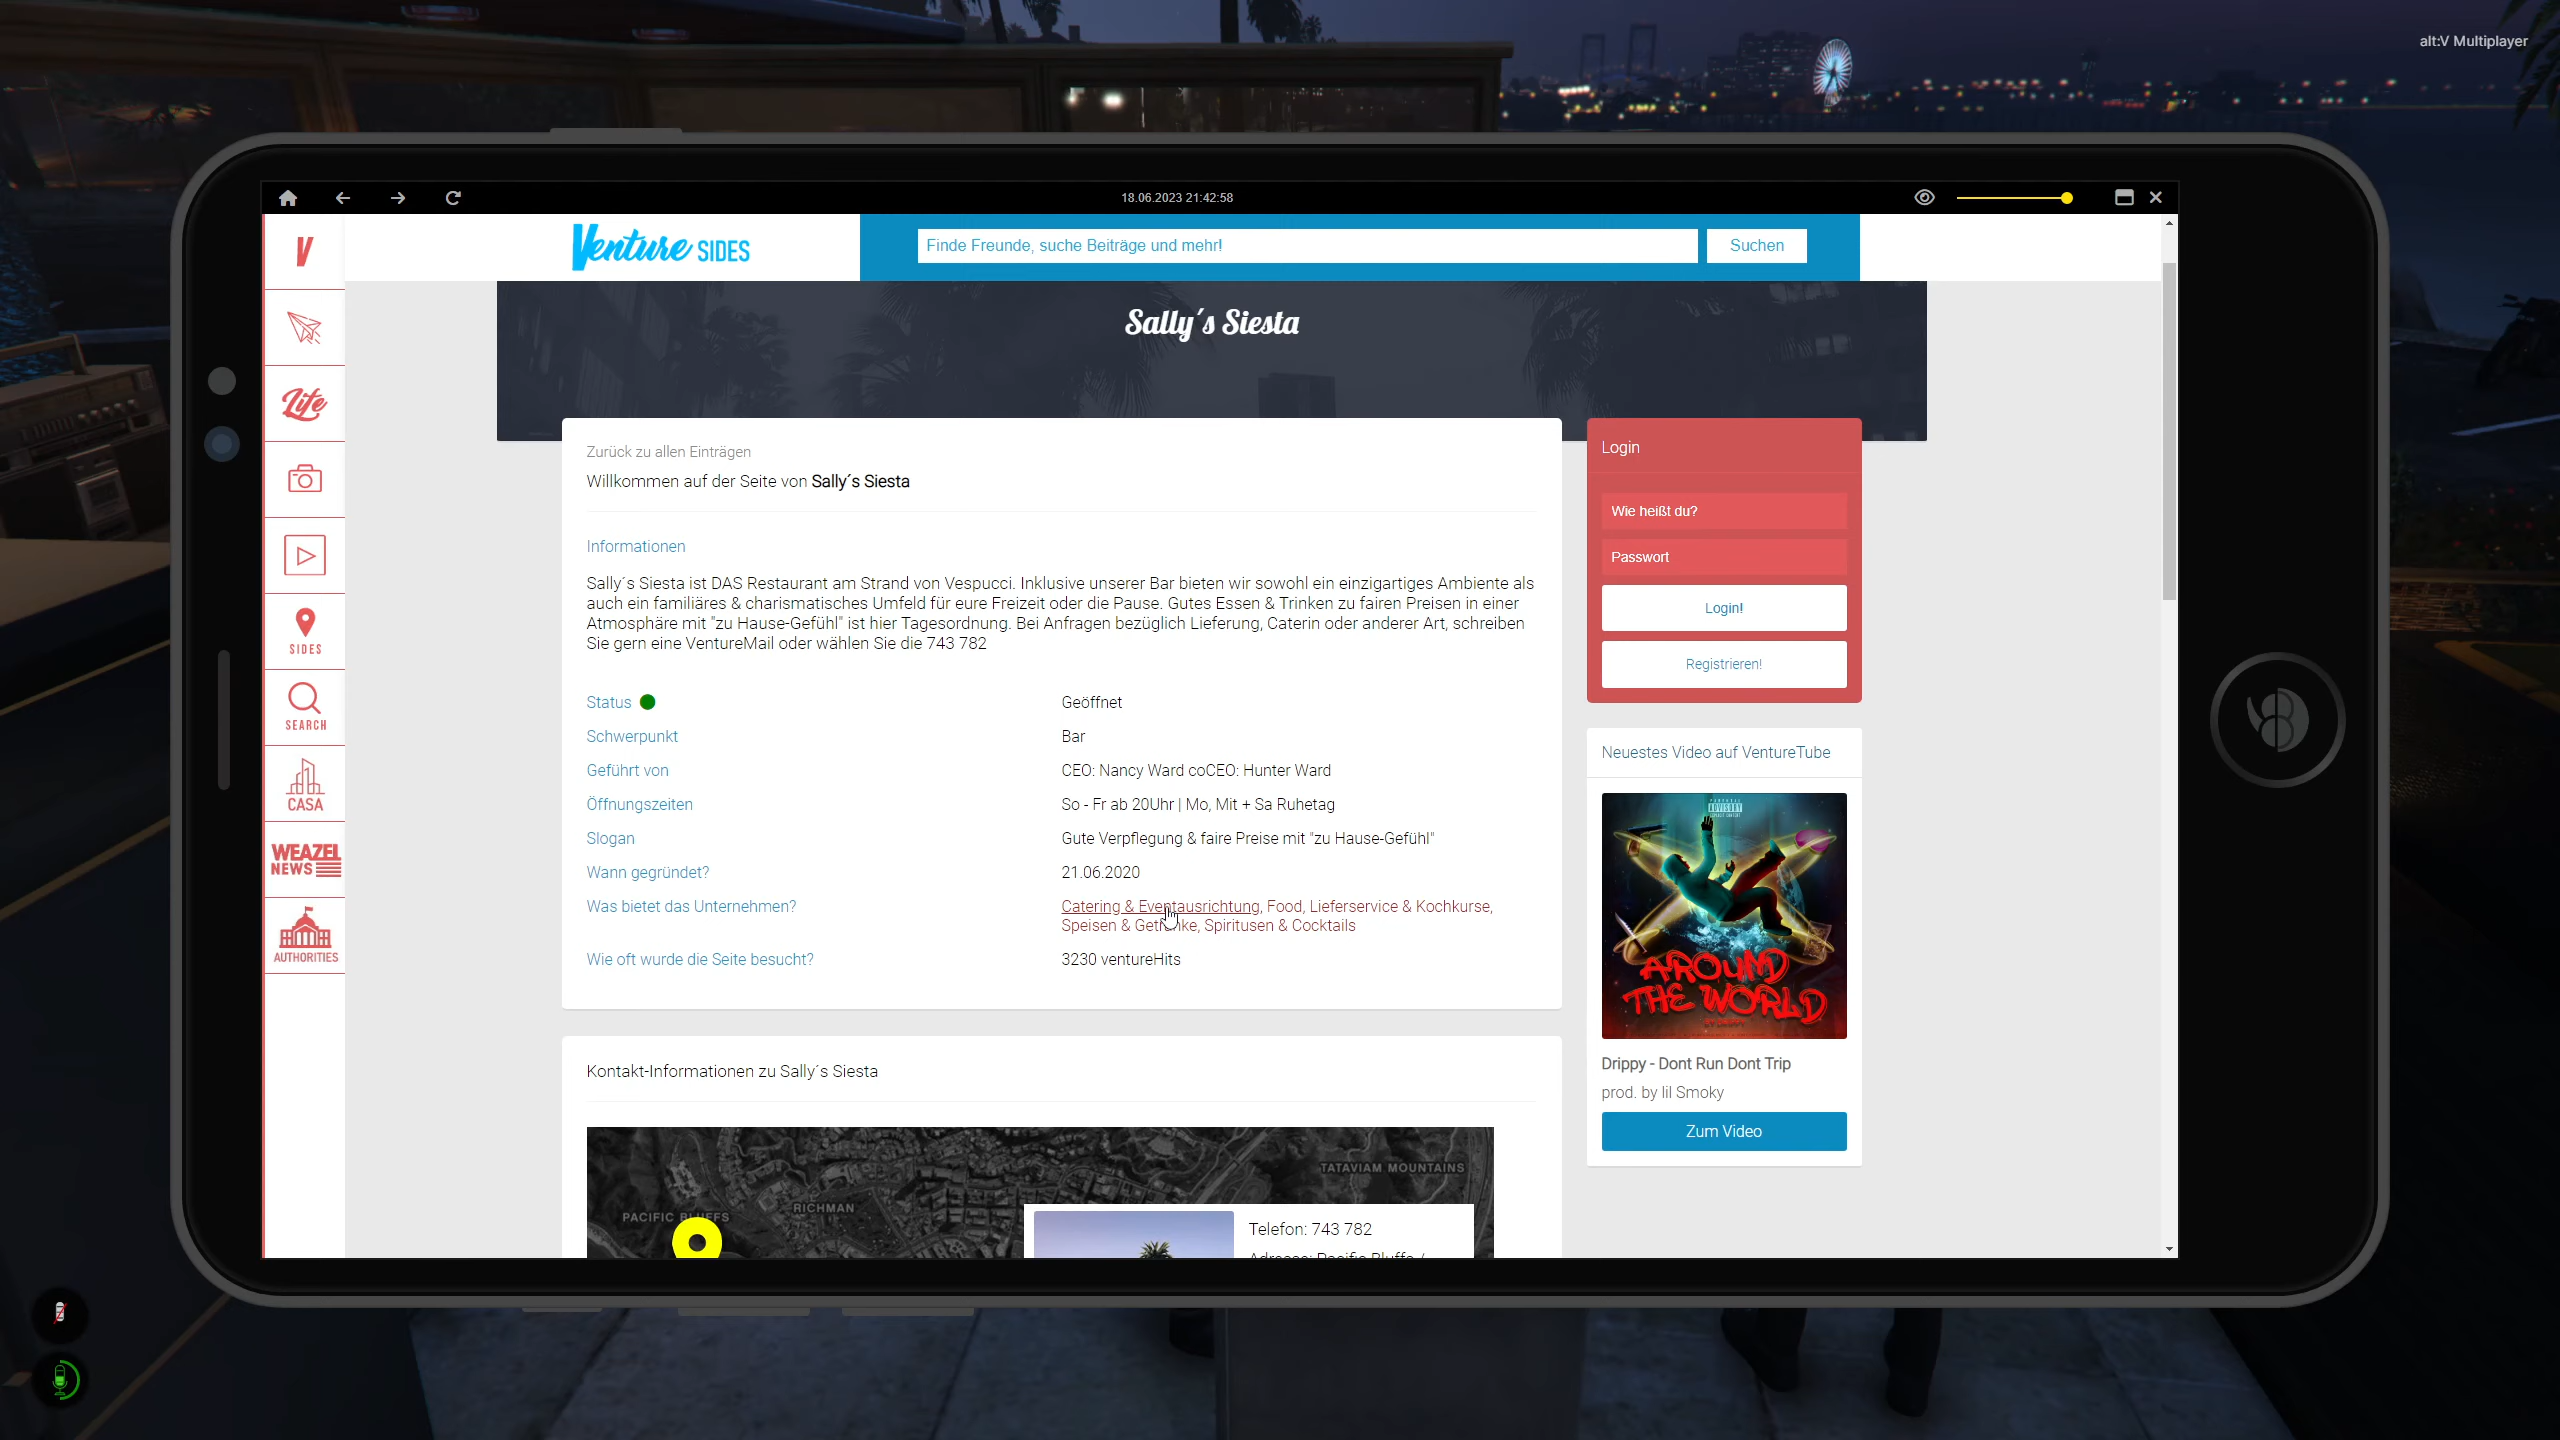 alt:V Multiplayer
18.06.2023 21:42:58
V
Venture SIDES
Finde Freunde, suche Beiträge und mehr!
Suchen
Life
SIDES
SEARCH
CASA
WEAZEL
NEWS
AUTHORITIES
Sally´s Siesta
Zurück zu allen Einträgen
Willkommen auf der Seite von Sally´s Siesta
Informationen
Sally´s Siesta ist DAS Restaurant am Strand von Vespucci. Inklusive unserer Bar bieten wir sowohl ein einzigartiges Ambiente als
auch ein familiäres & charismatisches Umfeld für eure Freizeit oder die Pause. Gutes Essen & Trinken zu fairen Preisen in einer
Atmosphäre mit "zu Hause-Gefühl" ist hier Tagesordnung. Bei Anfragen bezüglich Lieferung, Caterin oder anderer Art, schreiben
Sie gern eine VentureMail oder wählen Sie die 743 782
Status Geöffnet
Schwerpunkt Bar
Geführt von CEO: Nancy Ward coCEO: Hunter Ward
Öffnungszeiten So - Fr ab 20Uhr | Mo, Mit + Sa Ruhetag
Slogan Gute Verpflegung & faire Preise mit "zu Hause-Gefühl"
Wann gegründet? 21.06.2020
Was bietet das Unternehmen? Catering & Eventausrichtung, Food, Lieferservice & Kochkurse,
Speisen & Getränke, Spiritusen & Cocktails
Wie oft wurde die Seite besucht? 3230 ventureHits
Kontakt-Informationen zu Sally´s Siesta
TATAVIAM MOUNTAINS
RICHMAN
PACIFIC BLUFFS
Telefon: 743 782
Adresse: Pacific Bluffs /
Login
Wie heißt du?
Passwort
Login!
Registrieren!
Neuestes Video auf VentureTube
ADVISORY
AROUND
THE WORLD
Drippy - Dont Run Dont Trip
prod. by lil Smoky
Zum Video